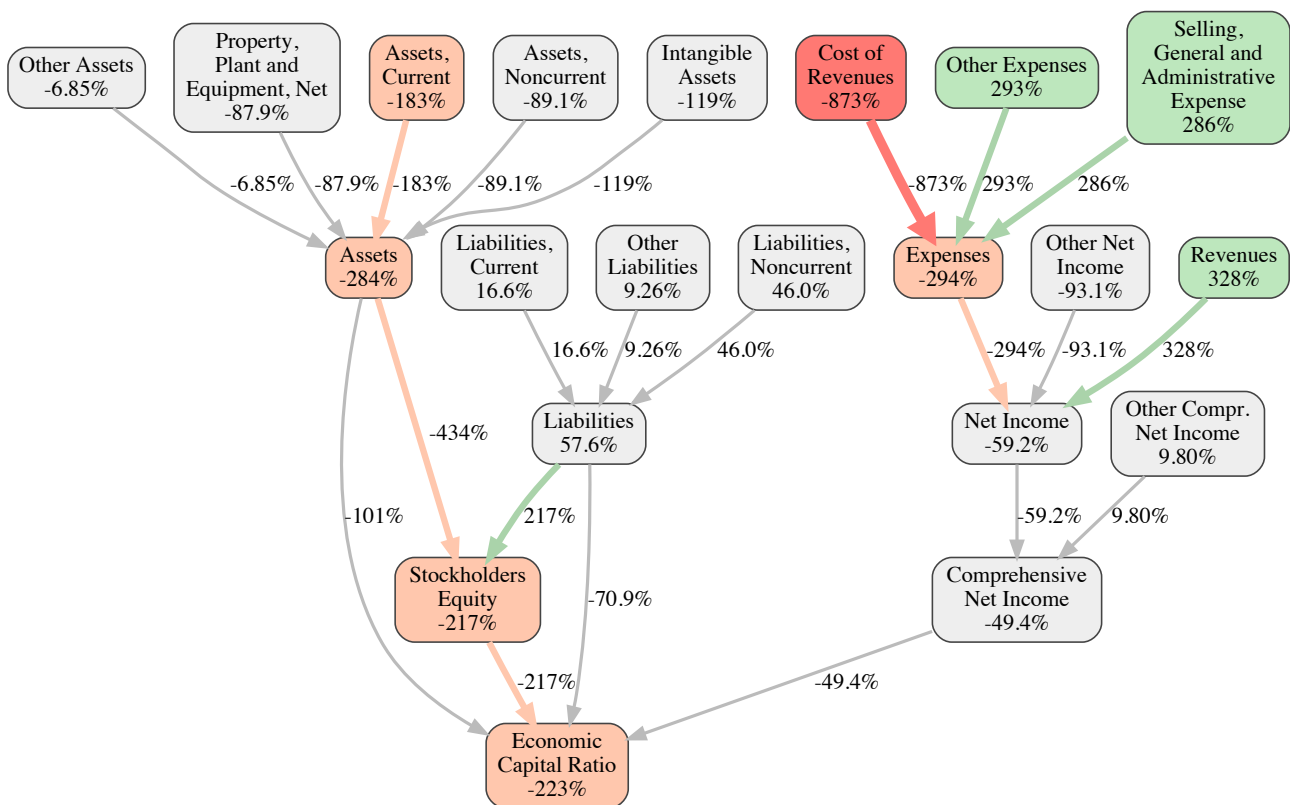 Other Assets
-6.85%
Property,
Plant and
Equipment, Net
-87.9%
Assets,
Current
-183%
Assets,
Noncurrent
-89.1%
Intangible
Assets
-119%
Cost of
Revenues
-873%
Other Expenses
293%
Selling,
General and
Administrative
Expense
286%
-6.85%
-87.9%
-183%
-89.1%
-119%
-873%
293%
286%
Assets
-284%
Liabilities,
Current
16.6%
Other
Liabilities
9.26%
Liabilities,
Noncurrent
46.0%
Expenses
-294%
Other Net
Income
-93.1%
Revenues
328%
16.6%
9.26%
46.0%
-294%
-93.1%
328%
-434%
Liabilities
57.6%
Net Income
-59.2%
Other Compr.
Net Income
9.80%
-101%
217%
-59.2%
9.80%
Stockholders
Equity
-217%
-70.9%
Comprehensive
Net Income
-49.4%
-217%
-49.4%
Economic
Capital Ratio
-223%